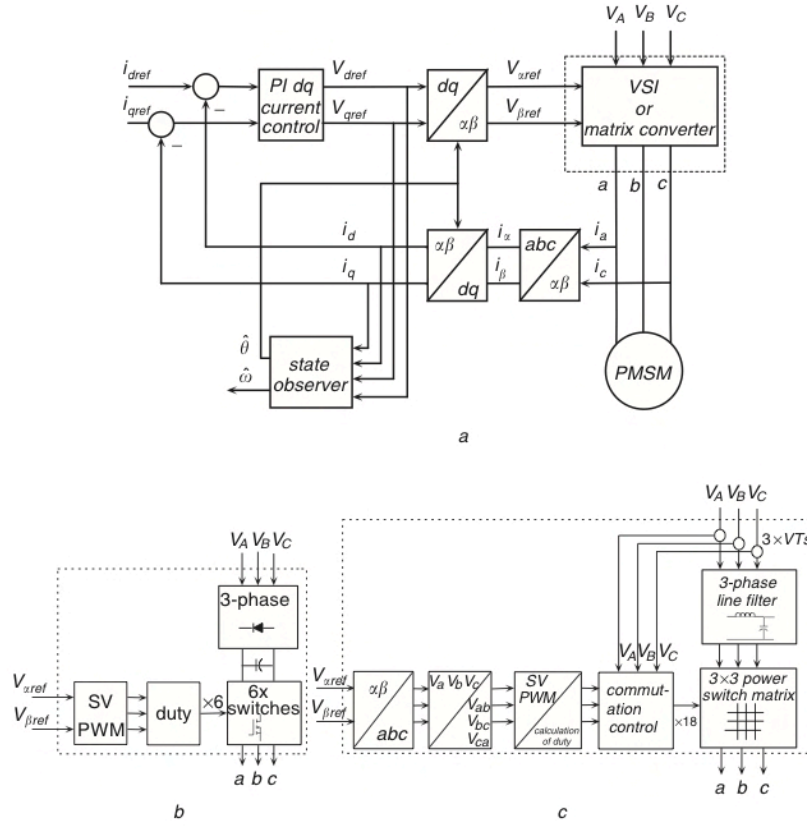 V_A V_B V_C
i_dref
i_qref
PI dq
current
control
V_dref
V_qref
dq
αβ
V_αref
V_βref
VSI
or
matrix converter
a b c
i_d
i_q
αβ
dq
i_α
i_β
abc
αβ
i_a
i_c
θ̂
ω̂
state
observer
PMSM
a
V_A V_B V_C
3-phase
V_αref
V_βref
SV
PWM
duty
×6
6x
switches
a b c
b
V_A V_B V_C
3×VTs
3-phase
line filter
V_A V_B V_C
V_αref
V_βref
αβ
abc
V_a V_b V_c
V_ab
V_bc
V_ca
SV
PWM
calculation
of duty
commut-
ation
control
×18
3×3 power
switch matrix
a b c
c